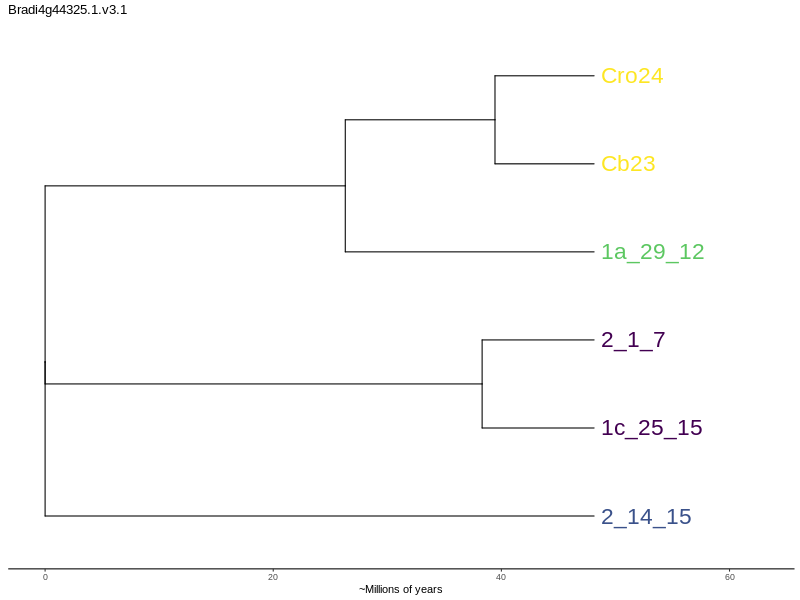 Bradi4g44325.1.v3.1
Cro24
Cb23
1a_29_12
2_1_7
1c_25_15
2_14_15
0 20 40 60
~Millions of years